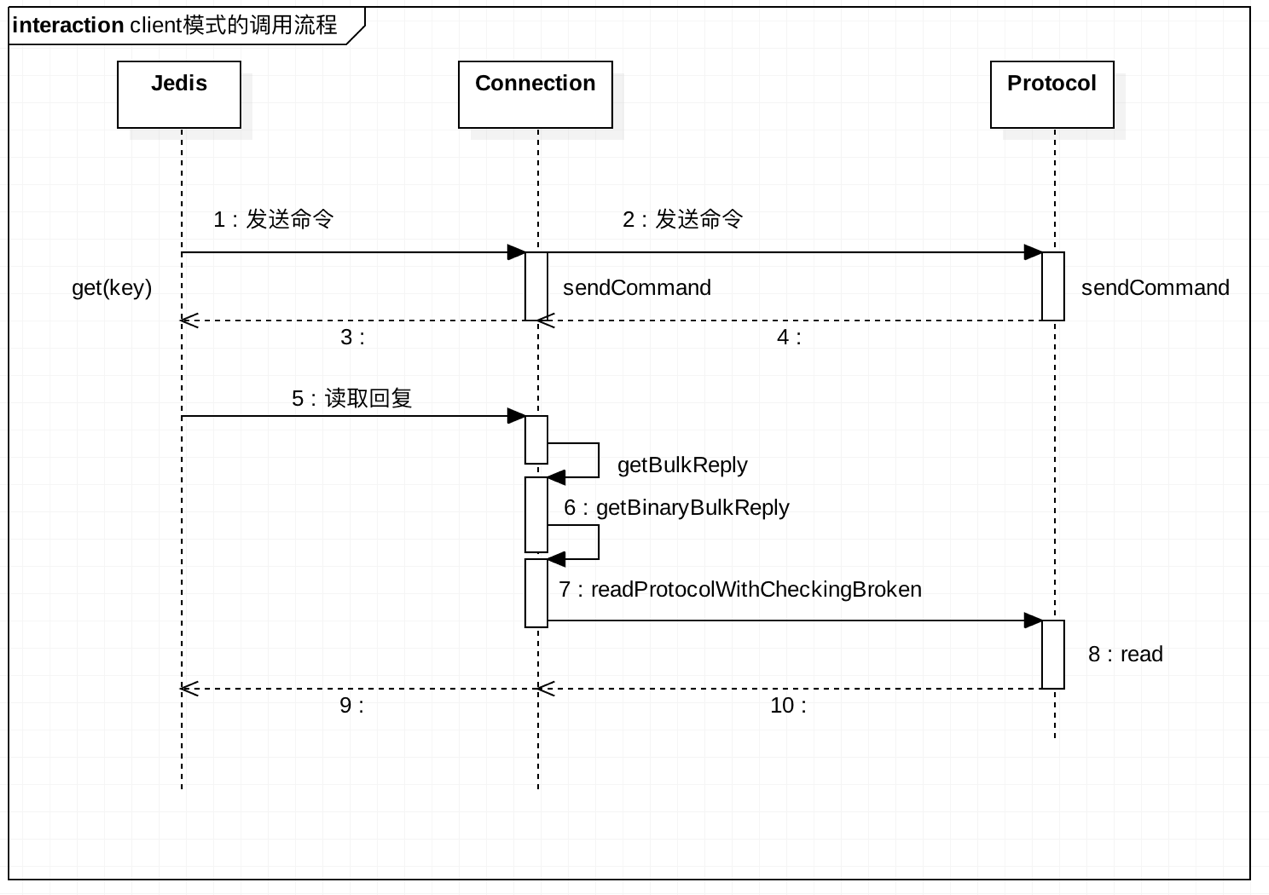 interaction client模式的调用流程
Jedis
Connection
Protocol
1 : 发送命令
2 : 发送命令
get(key)
sendCommand
sendCommand
3 :
4 :
5 : 读取回复
getBulkReply
6 : getBinaryBulkReply
7 : readProtocolWithCheckingBroken
8 : read
9 :
10 :